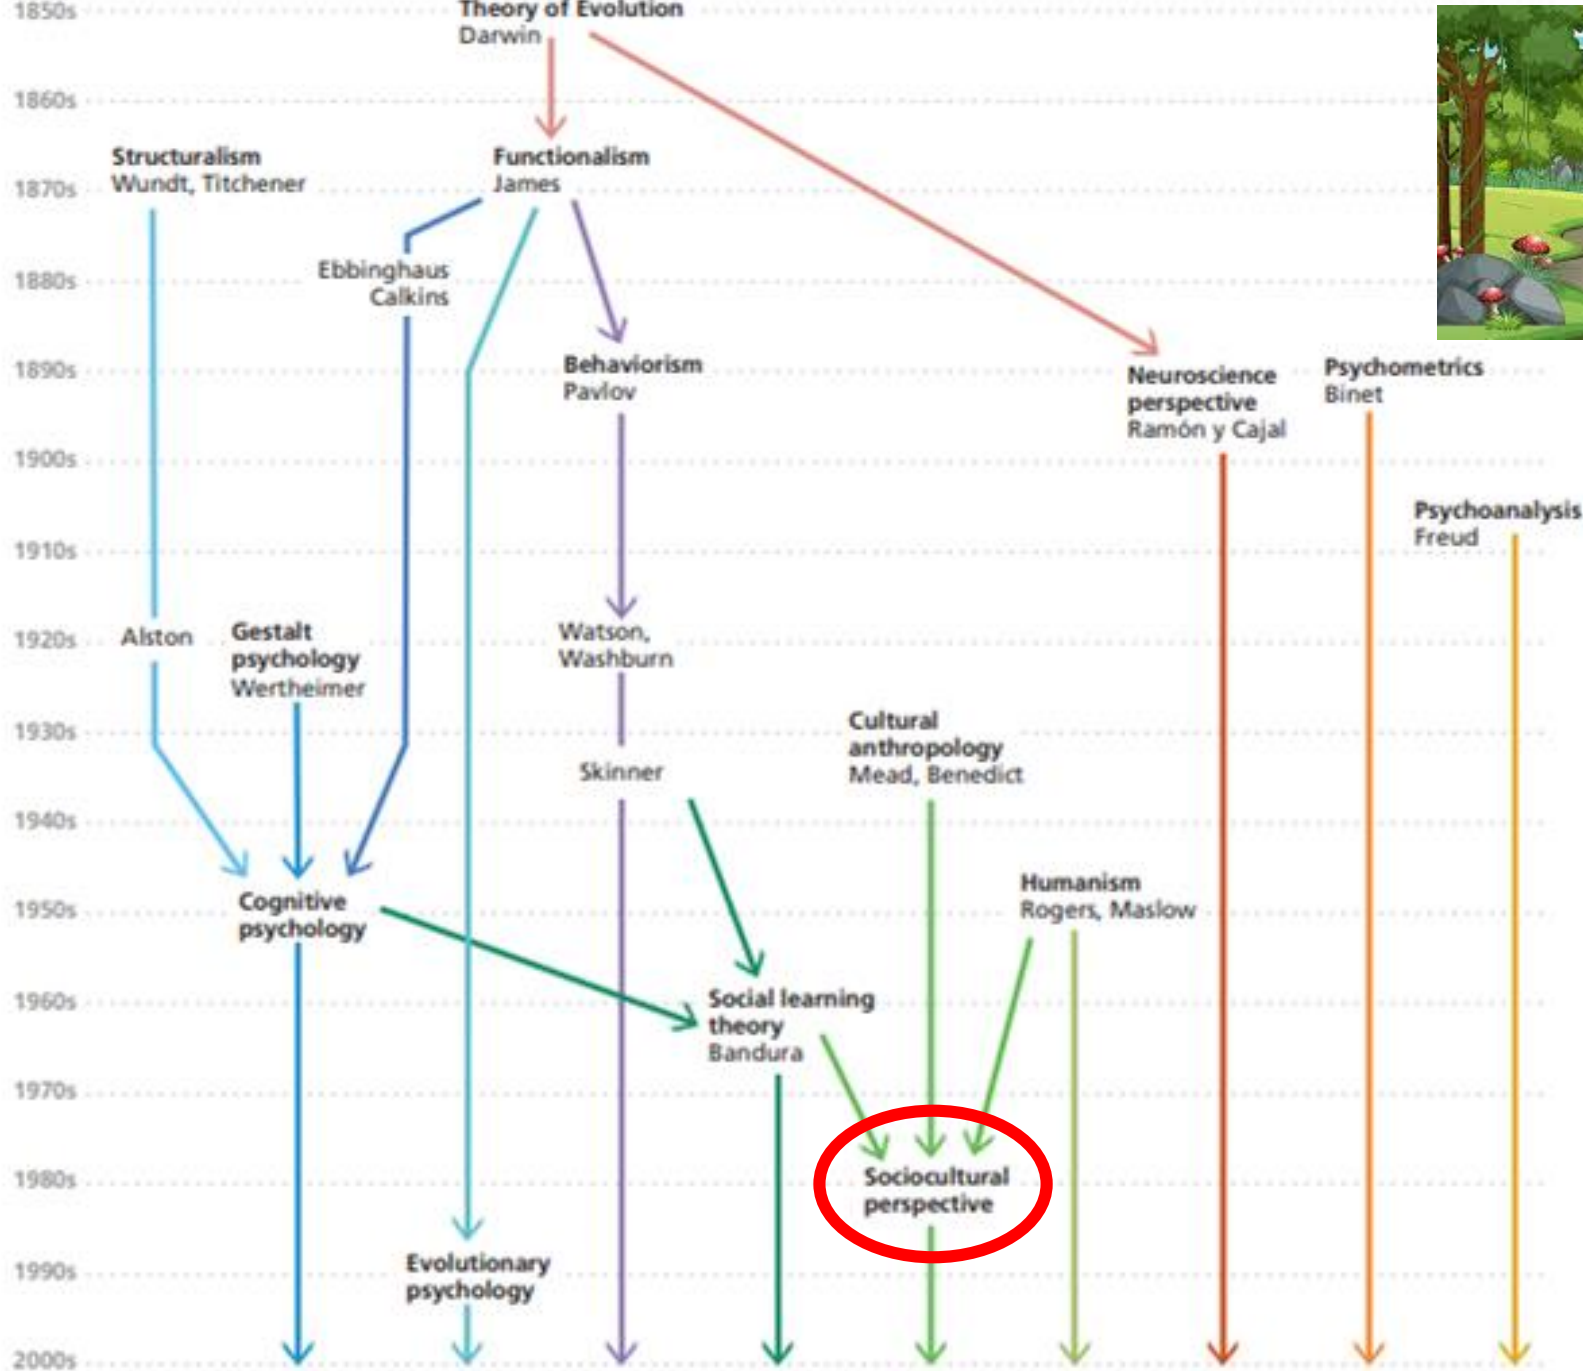 1850s
Theory of Evolution
Darwin
1860s
Structuralism
Wundt, Titchener
Functionalism
James
1870s
Ebbinghaus
Calkins
1880s
Behaviorism
Pavlov
1890s
Neuroscience
perspective
Ramón y Cajal
Psychometrics
Binet
1900s
Psychoanalysis
Freud
1910s
Alston
Gestalt
psychology
Wertheimer
1920s
Watson,
Washburn
1930s
Cultural
anthropology
Mead, Benedict
Skinner
1940s
Humanism
Rogers, Maslow
Cognitive
psychology
1950s
1960s
Social learning
theory
Bandura
1970s
1980s
Sociocultural
perspective
Evolutionary
psychology
1990s
2000s